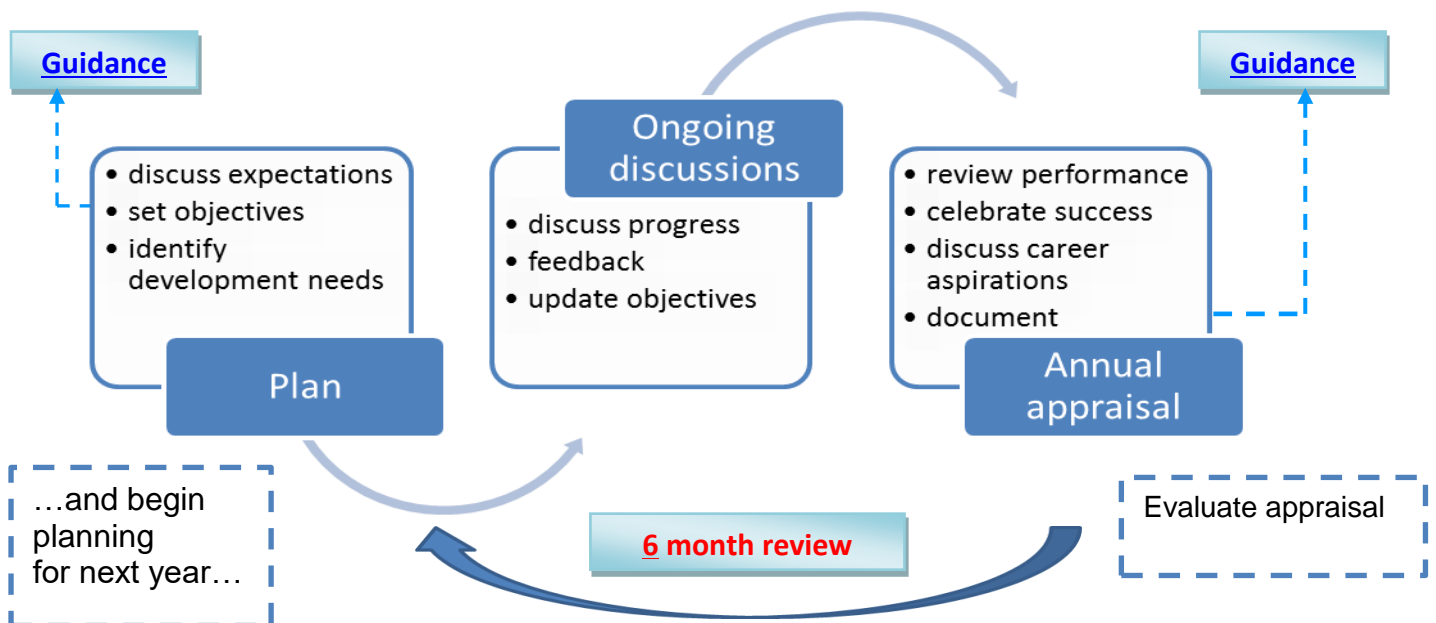 Guidance
Guidance
• discuss expectations
• set objectives
• identify
development needs
Plan
Ongoing
discussions
• discuss progress
• feedback
• update objectives
• review performance
• celebrate success
• discuss career
aspirations
• document
Annual
appraisal
…and begin
planning
for next year…
6 month review
Evaluate appraisal